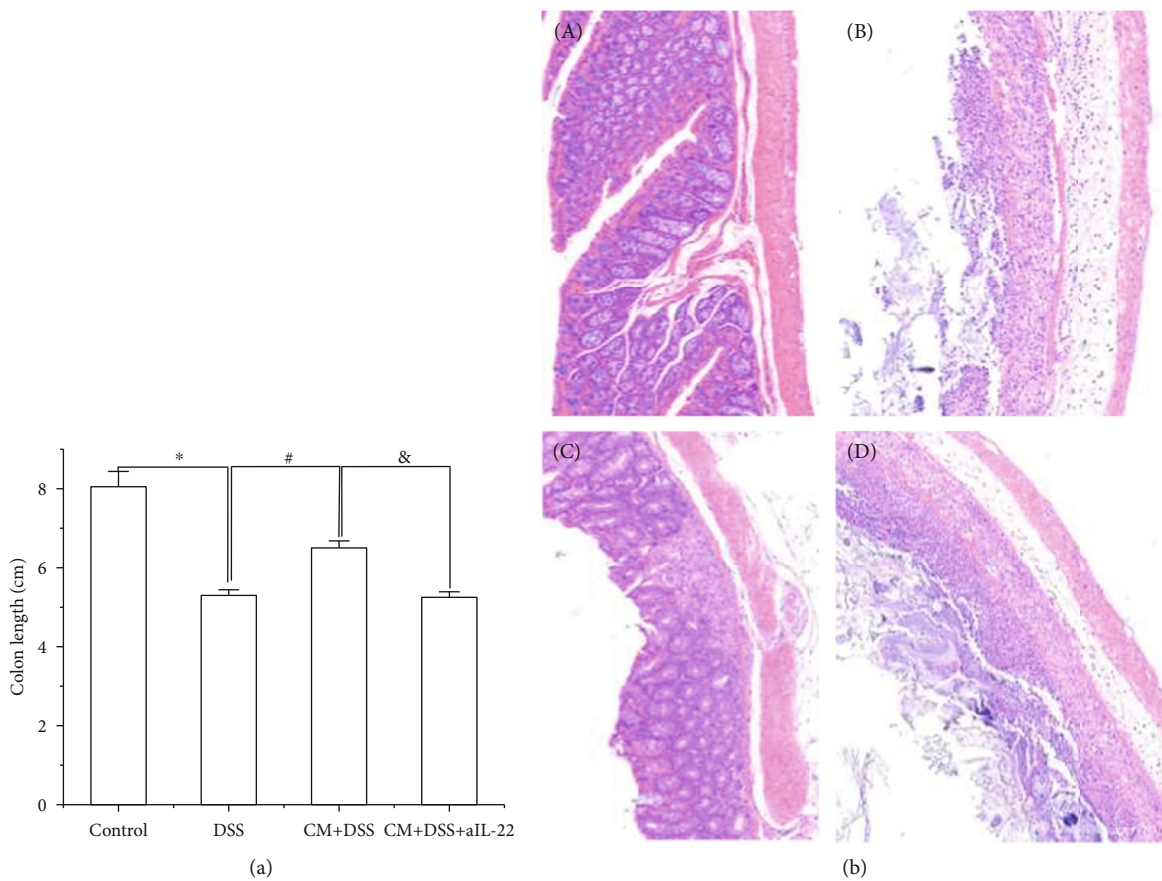 (A)
(B)
(C)
(D)
* # &
8
6
4
2
0
Colon length (cm)
Control DSS CM+DSS CM+DSS+aIL-22
(a)
(b)